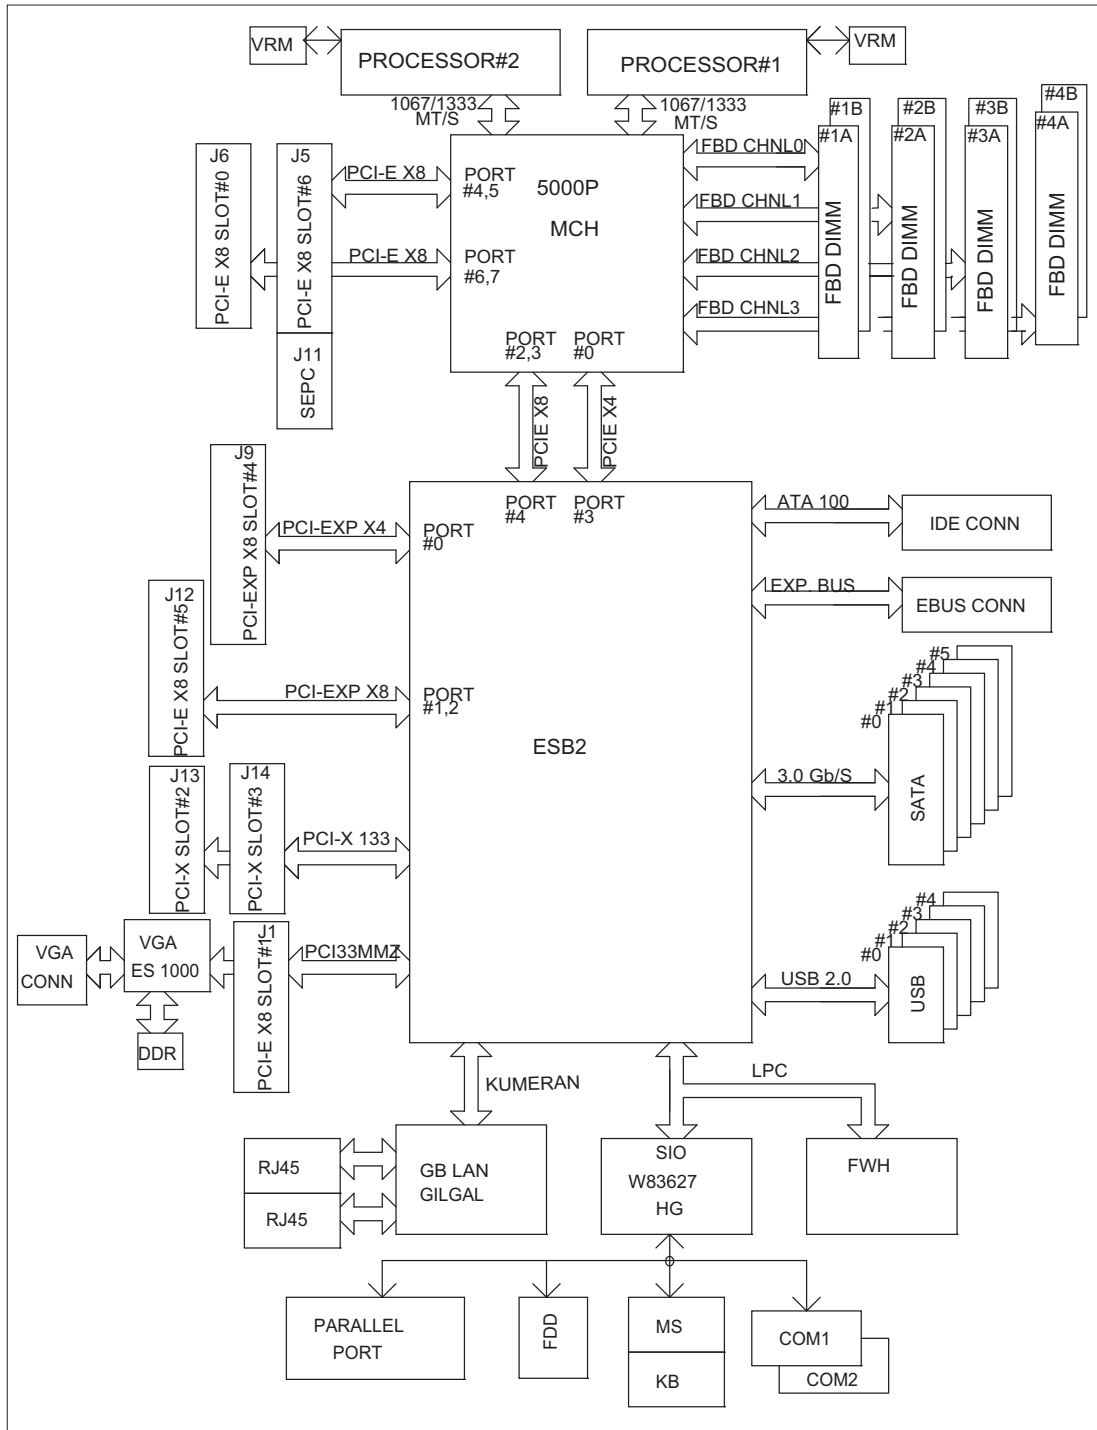 VRM
PROCESSOR#2
PROCESSOR#1
VRM
1067/1333
MT/S
1067/1333
MT/S
#1B
#2B
#3B
#4B
#1A
#2A
#3A
#4A
FBD DIMM
FBD DIMM
FBD DIMM
FBD DIMM
J6
PCI-E X8 SLOT#0
J5
PCI-E X8 SLOT#6
J11
SEPC
PCI-E X8
PCI-E X8
PORT
#4,5
5000P
MCH
PORT
#6,7
PORT
#2,3
PORT
#0
FBD CHNL0
FBD CHNL1
FBD CHNL2
FBD CHNL3
PCIE X8
PCIE X4
J9
PCI-EXP X8 SLOT#4
PCI-EXP X4
PORT
#4
PORT
#3
PORT
#0
ATA 100
IDE CONN
EXP. BUS
EBUS CONN
J12
PCI-E X8 SLOT#5
PCI-EXP X8
PORT
#1,2
ESB2
#5
#4
#3
#2
#1
#0
3.0 Gb/S
SATA
J13
PCI-X SLOT#2
J14
PCI-X SLOT#3
PCI-X 133
VGA
CONN
VGA
ES 1000
DDR
J1
PCI-E X8 SLOT#1
PCI33MMZ
#4
#3
#2
#1
#0
USB 2.0
USB
KUMERAN
LPC
RJ45
RJ45
GB LAN
GILGAL
SIO
W83627
HG
FWH
PARALLEL
PORT
FDD
MS
KB
COM1
COM2